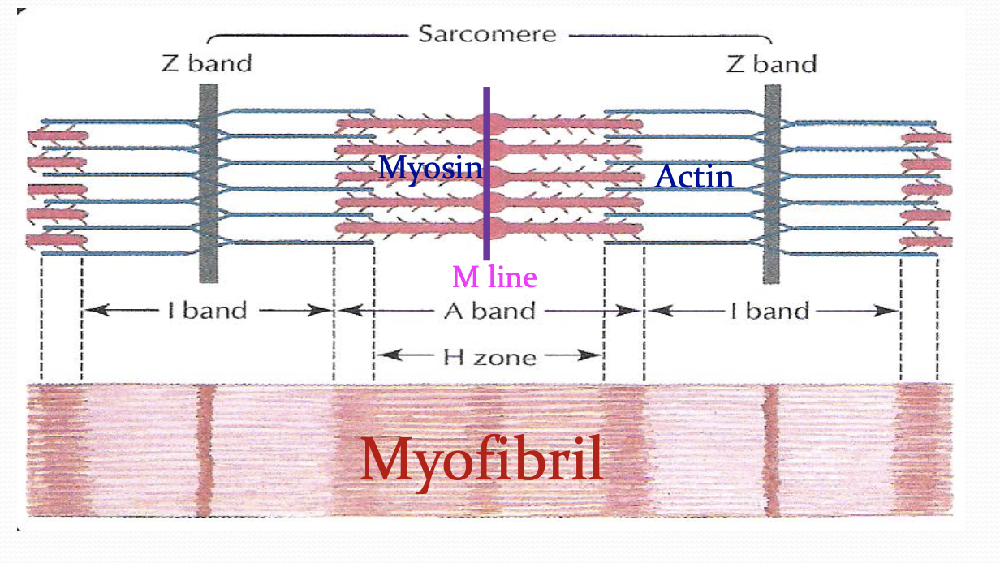 Sarcomere
Z band
Z band
Myosin
Actin
M line
I band
A band
I band
H zone
Myofibril